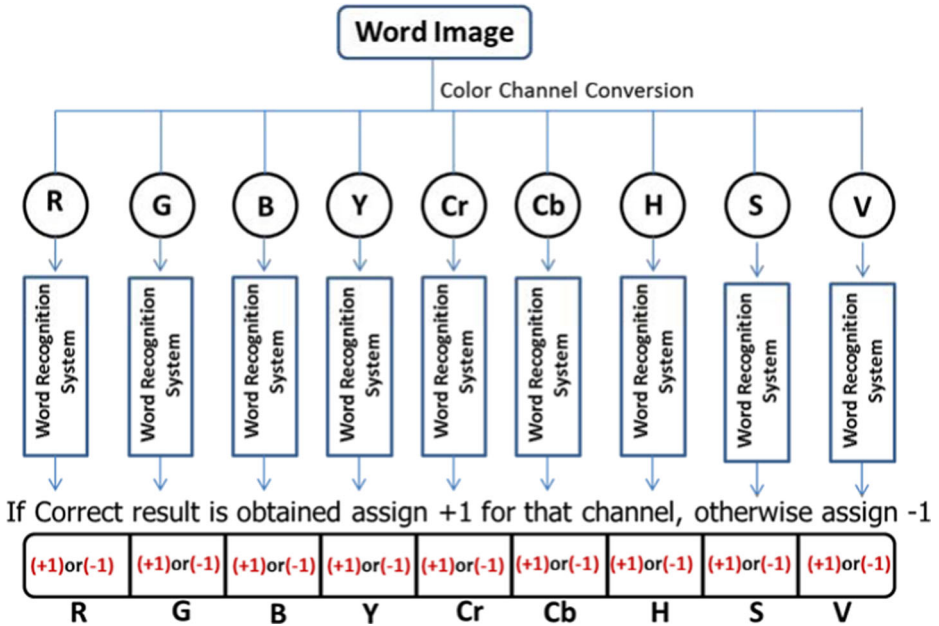 Word Image
Color Channel Conversion
R G B Y Cr Cb H S V
Word Recognition System
Word Recognition System
Word Recognition System
Word Recognition System
Word Recognition System
Word Recognition System
Word Recognition System
Word Recognition System
Word Recognition System
If Correct result is obtained assign +1 for that channel, otherwise assign -1
(+1)or(-1) (+1)or(-1) (+1)or(-1) (+1)or(-1) (+1)or(-1) (+1)or(-1) (+1)or(-1) (+1)or(-1) (+1)or(-1)
R G B Y Cr Cb H S V